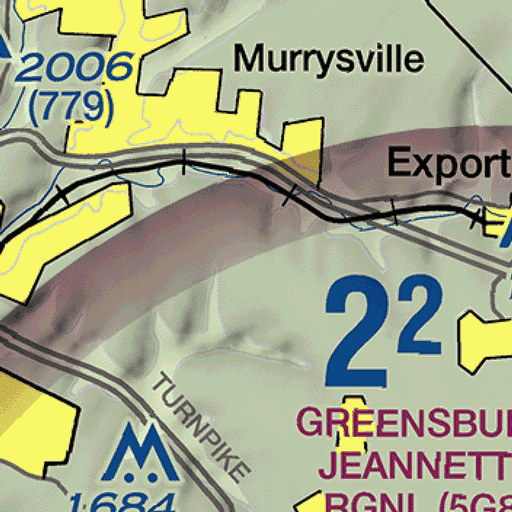 Murrysville
2006
(779)
Export
2²
TURNPIKE
GREENSBU
JEANNETT
RGNL (5G8
1684